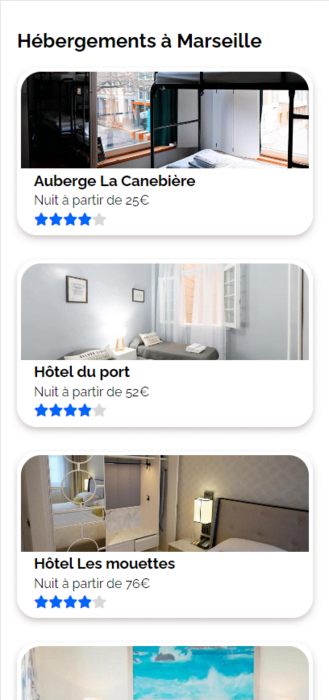 Hébergements à Marseille
Auberge La Canebière
Nuit à partir de 25€
Hôtel du port
Nuit à partir de 52€
Hôtel Les mouettes
Nuit à partir de 76€